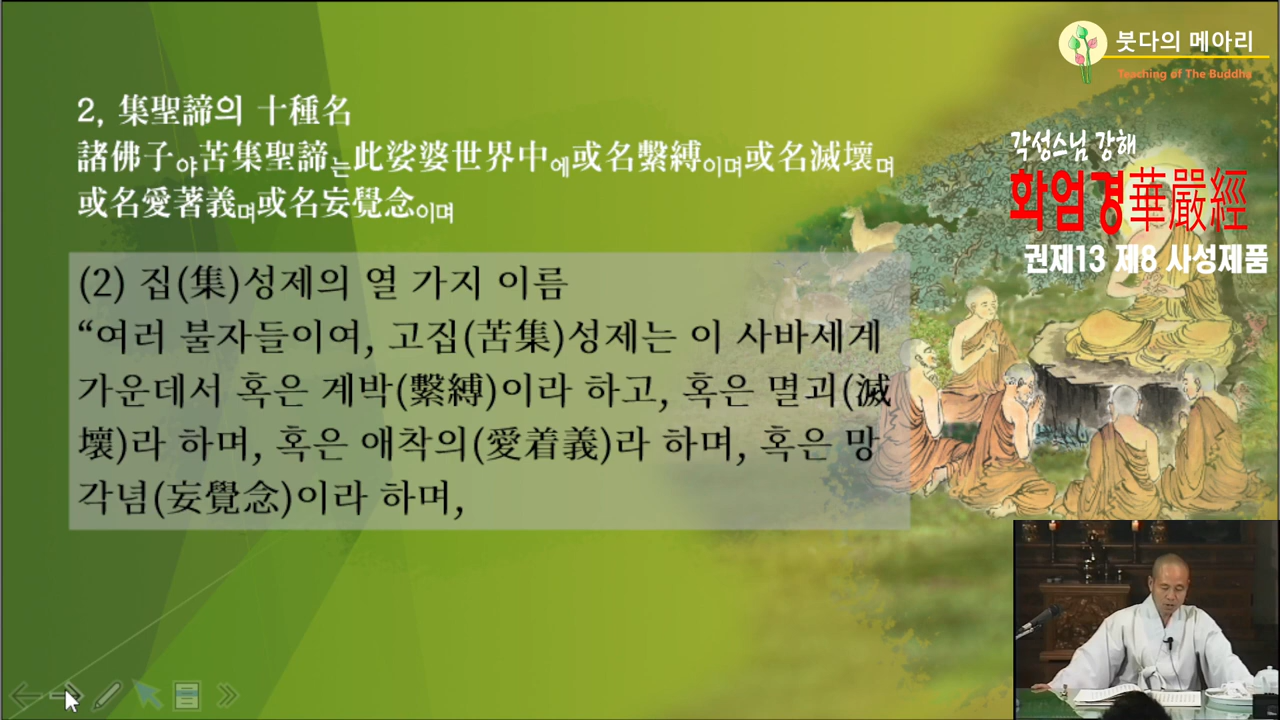 2, 集聖諦의 十種名
諸佛子야苦集聖諦는此娑婆世界中에或名繫縛이며或名滅壞며
或名愛著義며或名妄覺念이며
(2) 집(集)성제의 열 가지 이름
“여러 불자들이여, 고집(苦集)성제는 이 사바세계
가운데서 혹은 계박(繫縛)이라 하고, 혹은 멸괴(滅
壞)라 하며, 혹은 애착의(愛着義)라 하며, 혹은 망
각념(妄覺念)이라 하며,
붓다의 메아리
Teaching of The Buddha
각성스님 강해
화엄경華嚴經
권제13 제8 사성제품